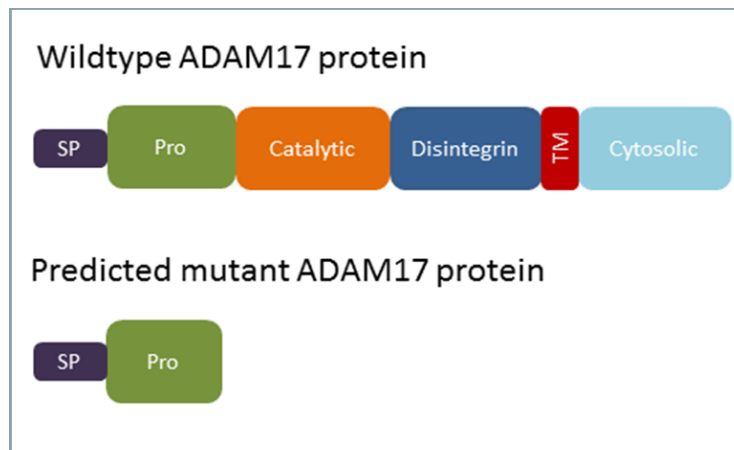 Wildtype ADAM17 protein
SP Pro Catalytic Disintegrin TM Cytosolic
Predicted mutant ADAM17 protein
SP Pro